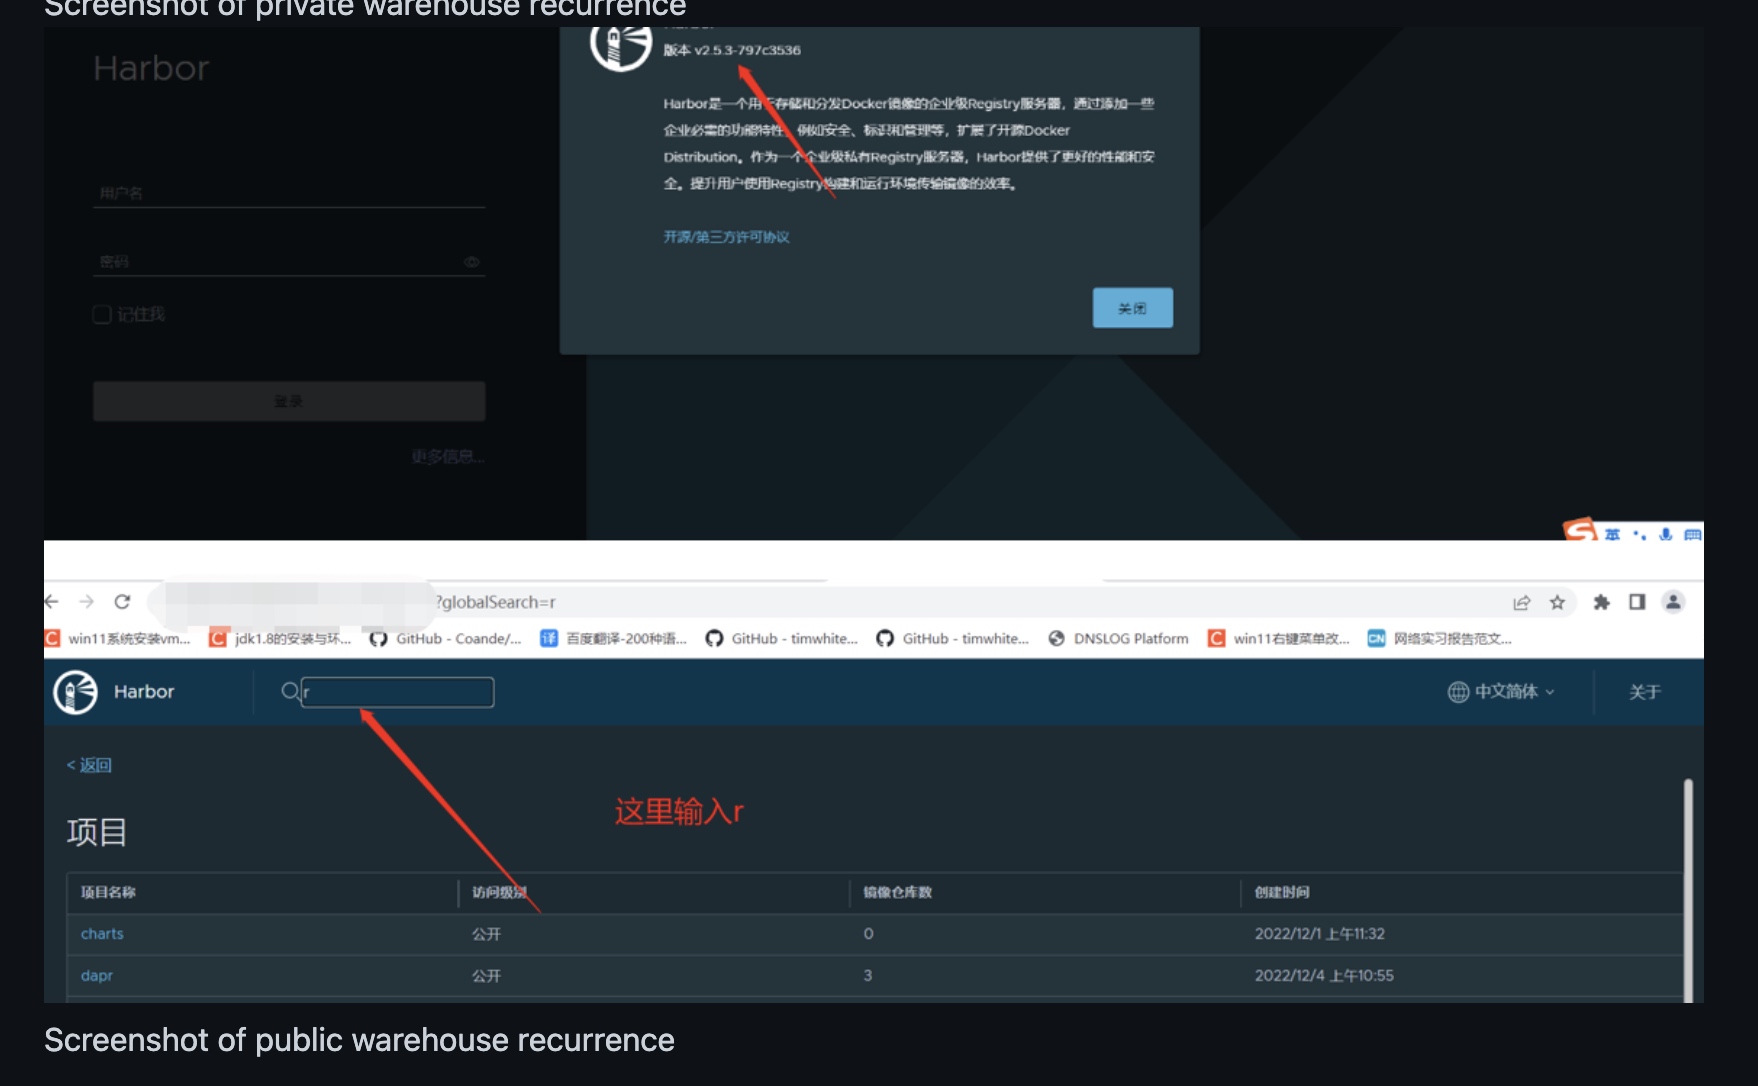 Screenshot of private warehouse recurrence
Harbor
版本 v2.5.3-797c3536
Harbor是一个用于存储和分发Docker镜像的企业级Registry服务器，通过添加一些
企业必需的功能特性，例如安全、标识和管理等，扩展了开源Docker
Distribution。作为一个企业级私有Registry服务器，Harbor提供了更好的性能和安
全。提升用户使用Registry构建和运行环境传输镜像的效率。
开源/第三方许可协议
关闭
用户名
密码
记住我
登录
更多信息...
英
?globalSearch=r
win11系统安装vm...
jdk1.8的安装与环...
GitHub - Coande/...
百度翻译-200种语...
GitHub - timwhite...
GitHub - timwhite...
DNSLOG Platform
win11右键菜单改...
网络实习报告范文...
Harbor
r
中文简体
关于
< 返回
这里输入r
项目
项目名称 访问级别 镜像仓库数 创建时间
charts 公开 0 2022/12/1 上午11:32
dapr 公开 3 2022/12/4 上午10:55
Screenshot of public warehouse recurrence